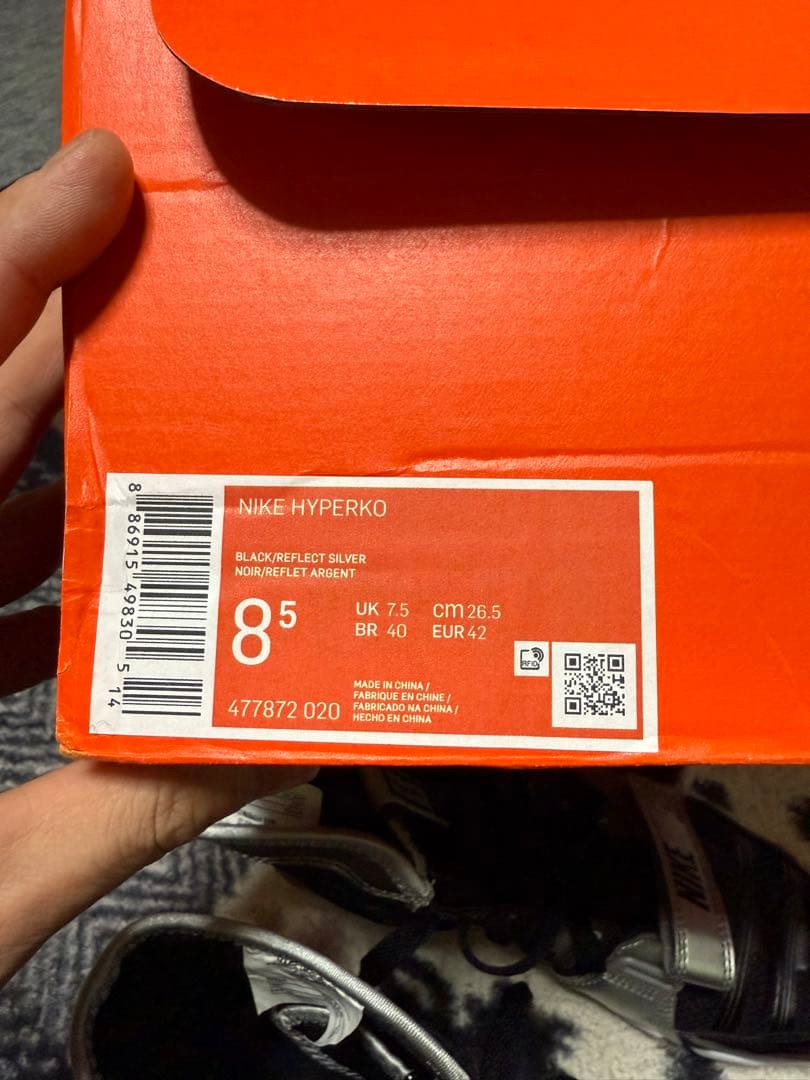 NIKE HYPERKO
BLACK/REFLECT SILVER
NOIR/REFLET ARGENT
8⁵
UK 7.5 cm 26.5
BR 40 EUR 42
RFID
MADE IN CHINA /
FABRIQUE EN CHINE /
FABRICADO NA CHINA /
HECHO EN CHINA
477872 020
8 86915 49830 5 14
NIKE